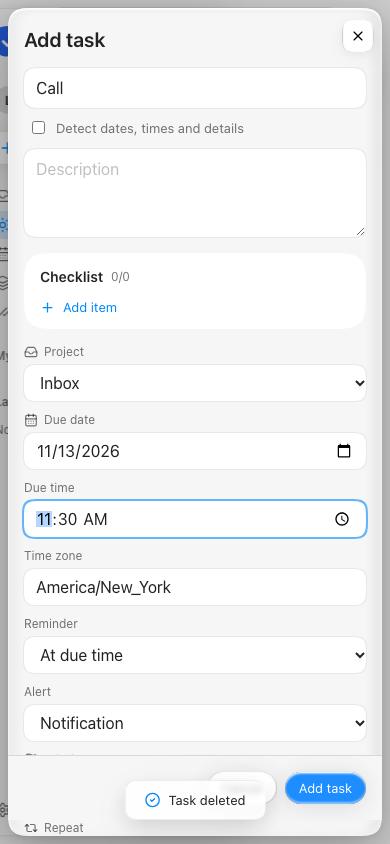 Add task
Call
Detect dates, times and details
Description
Checklist 0/0
+ Add item
Project
Inbox
Due date
11/13/2026
Due time
11:30 AM
Time zone
America/New_York
Reminder
At due time
Alert
Notification
Add task
Task deleted
Repeat